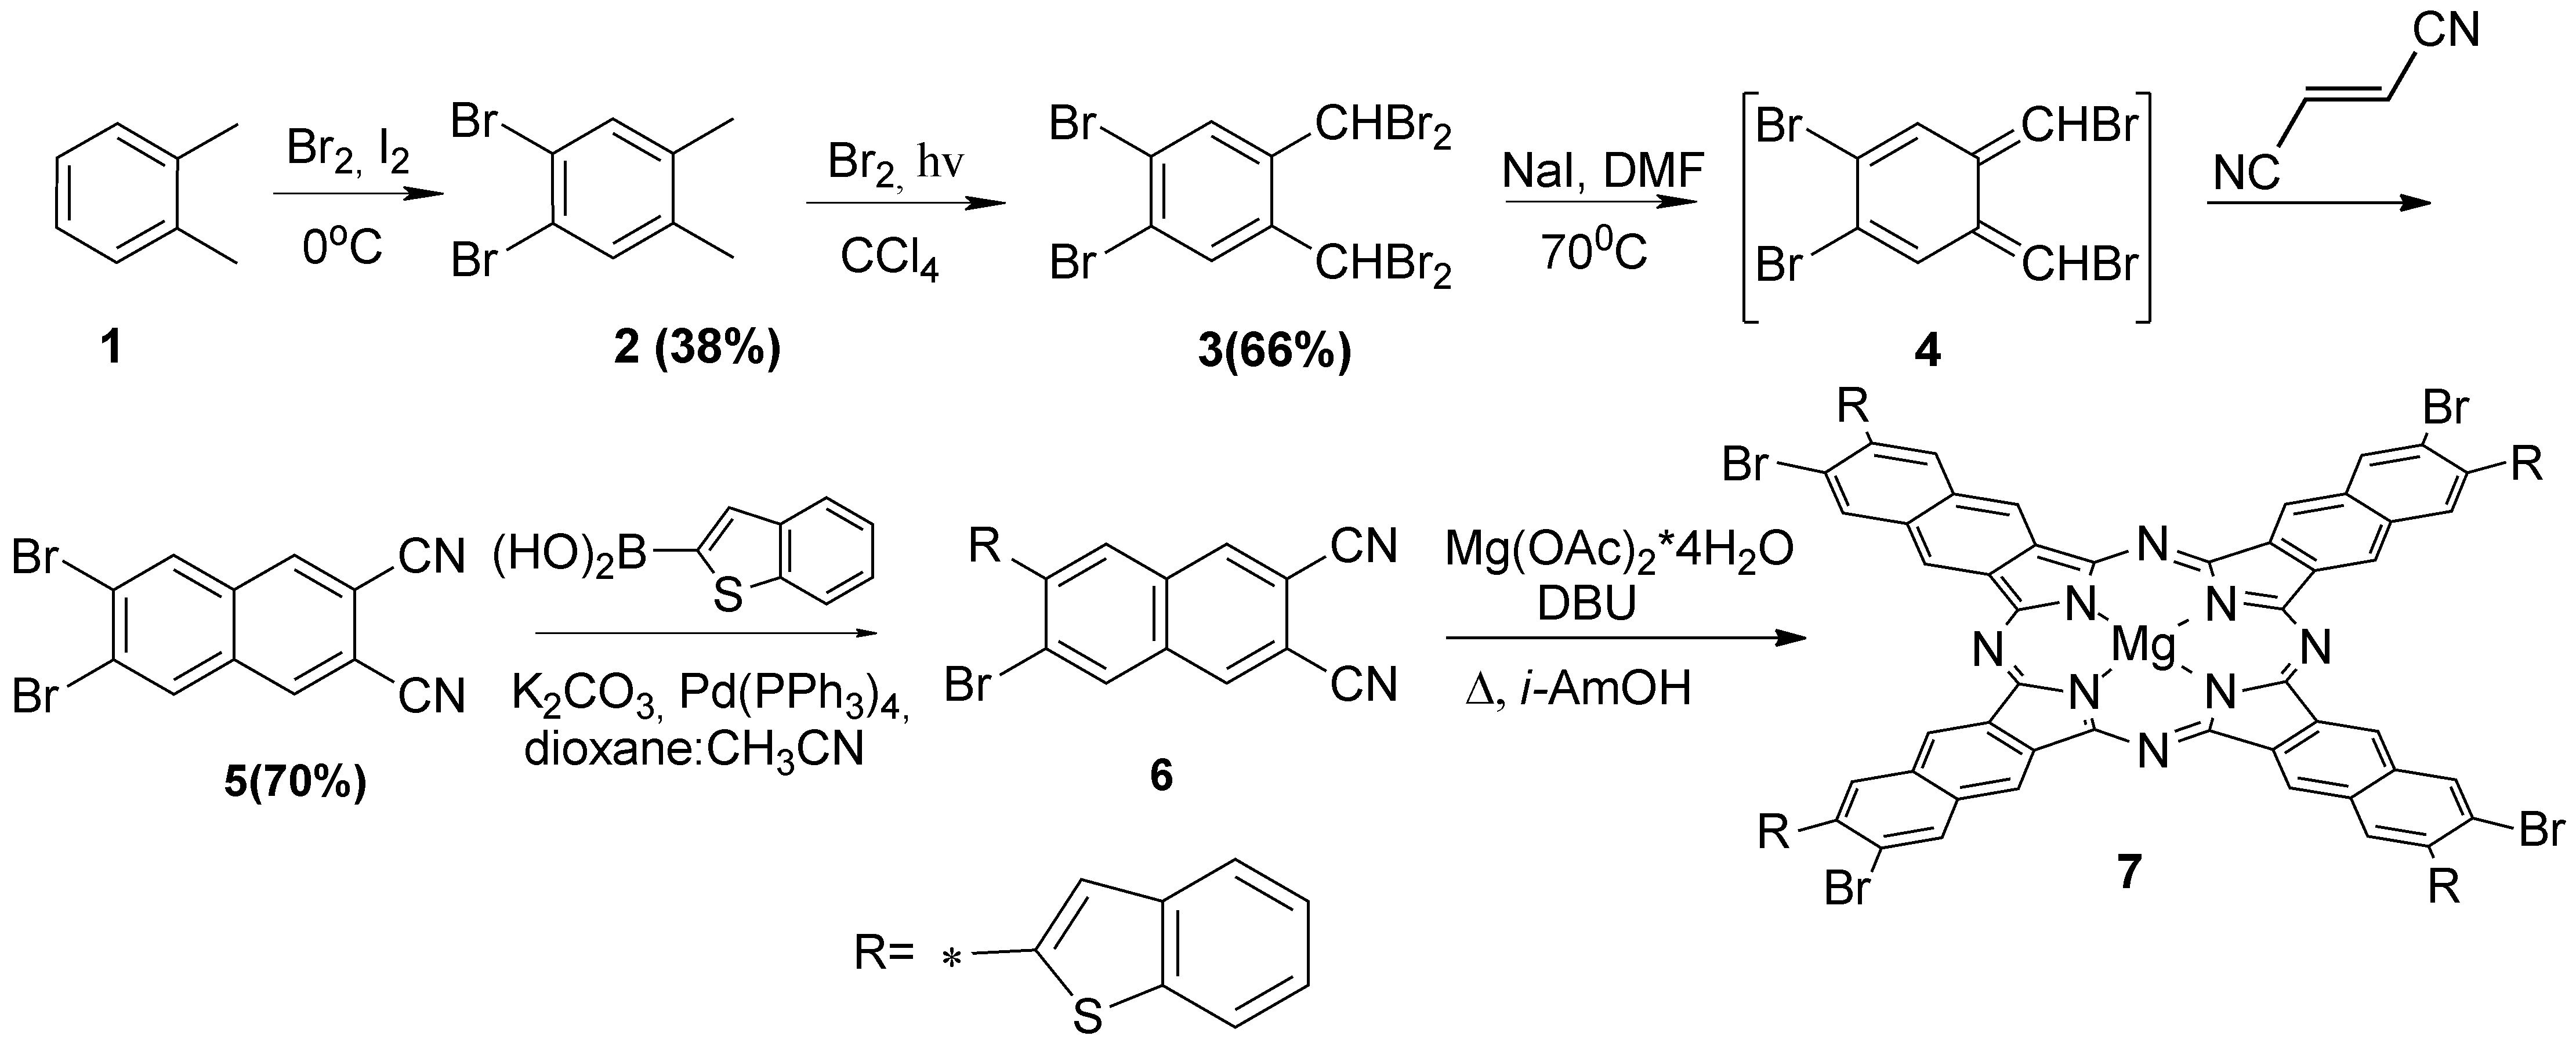 Br Br₂, I₂ 0ºC Br
Br₂, hν CCl₄
Br CHBr₂ Br CHBr₂
NaI, DMF 70⁰C
Br CHBr Br CHBr
CN NC
1 2 (38%) 3(66%) 4
Br CN Br CN
(HO)₂B S
K₂CO₃, Pd(PPh₃)₄,
dioxane:CH₃CN
R CN Br CN
Mg(OAc)₂*4H₂O
DBU
Δ, i-AmOH
R Br Br R
N
N N
N Mg N
N N
N
R Br Br R
5(70%) 6 7
R= * S